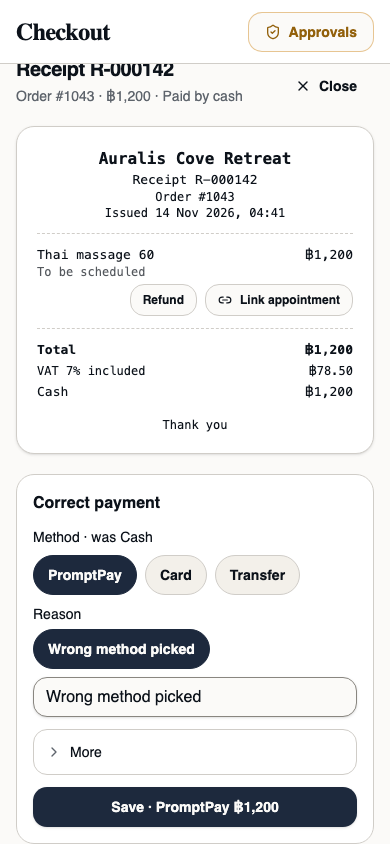 Checkout
Approvals
Receipt R-000142
Order #1043 · ฿1,200 · Paid by cash
Close
Auralis Cove Retreat
Receipt R-000142
Order #1043
Issued 14 Nov 2026, 04:41
Thai massage 60 ฿1,200
To be scheduled
Refund
Link appointment
Total ฿1,200
VAT 7% included ฿78.50
Cash ฿1,200
Thank you
Correct payment
Method · was Cash
PromptPay Card Transfer
Reason
Wrong method picked
Wrong method picked
More
Save · PromptPay ฿1,200